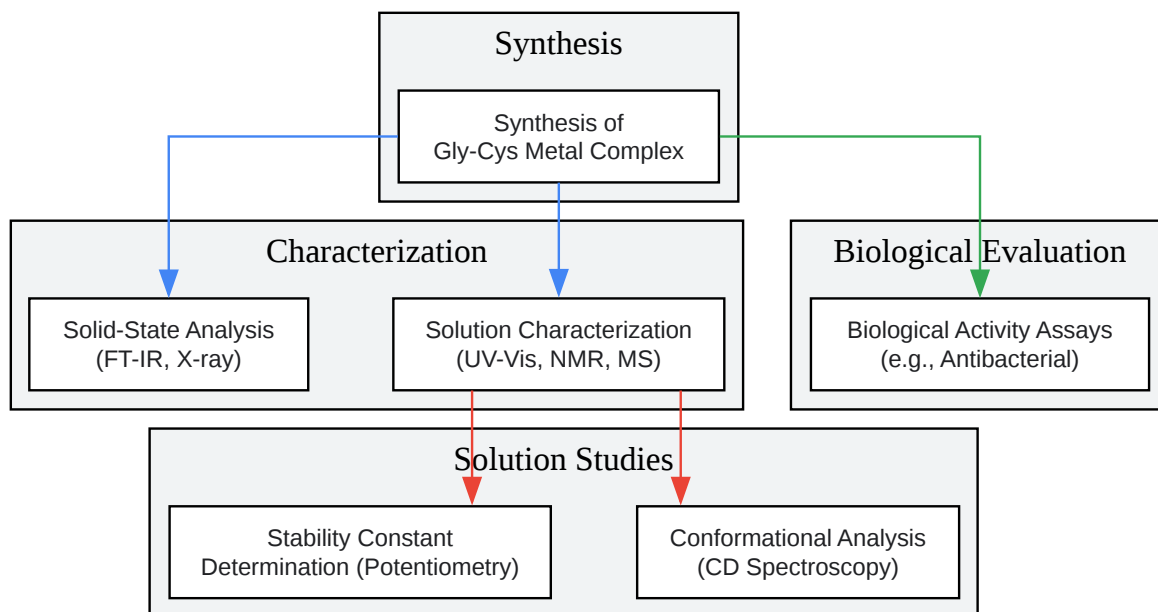 Synthesis
Synthesis of
Gly-Cys Metal Complex
Characterization
Solid-State Analysis
(FT-IR, X-ray)
Solution Characterization
(UV-Vis, NMR, MS)
Biological Evaluation
Biological Activity Assays
(e.g., Antibacterial)
Solution Studies
Stability Constant
Determination (Potentiometry)
Conformational Analysis
(CD Spectroscopy)